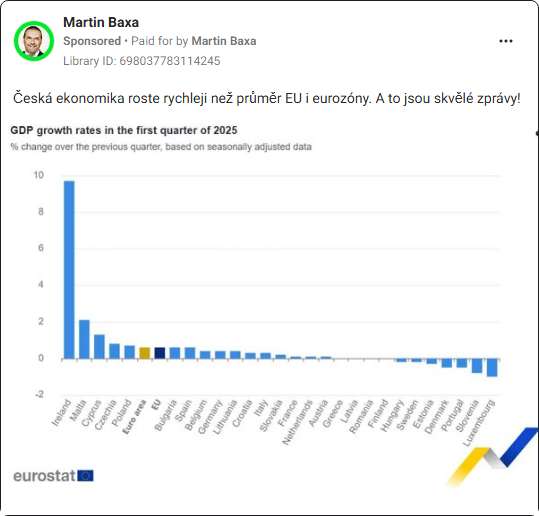 Martin Baxa
Sponsored • Paid for by Martin Baxa
Library ID: 698037783114245
Česká ekonomika roste rychleji než průměr EU i eurozóny. A to jsou skvělé zprávy!
GDP growth rates in the first quarter of 2025
% change over the previous quarter, based on seasonally adjusted data
10
8
6
4
2
0
-2
Ireland
Malta
Cyprus
Czechia
Poland
Euro area
EU
Bulgaria
Spain
Belgium
Germany
Lithuania
Croatia
Italy
Slovakia
France
Netherlands
Austria
Greece
Latvia
Romania
Finland
Hungary
Sweden
Estonia
Denmark
Portugal
Slovenia
Luxembourg
eurostat